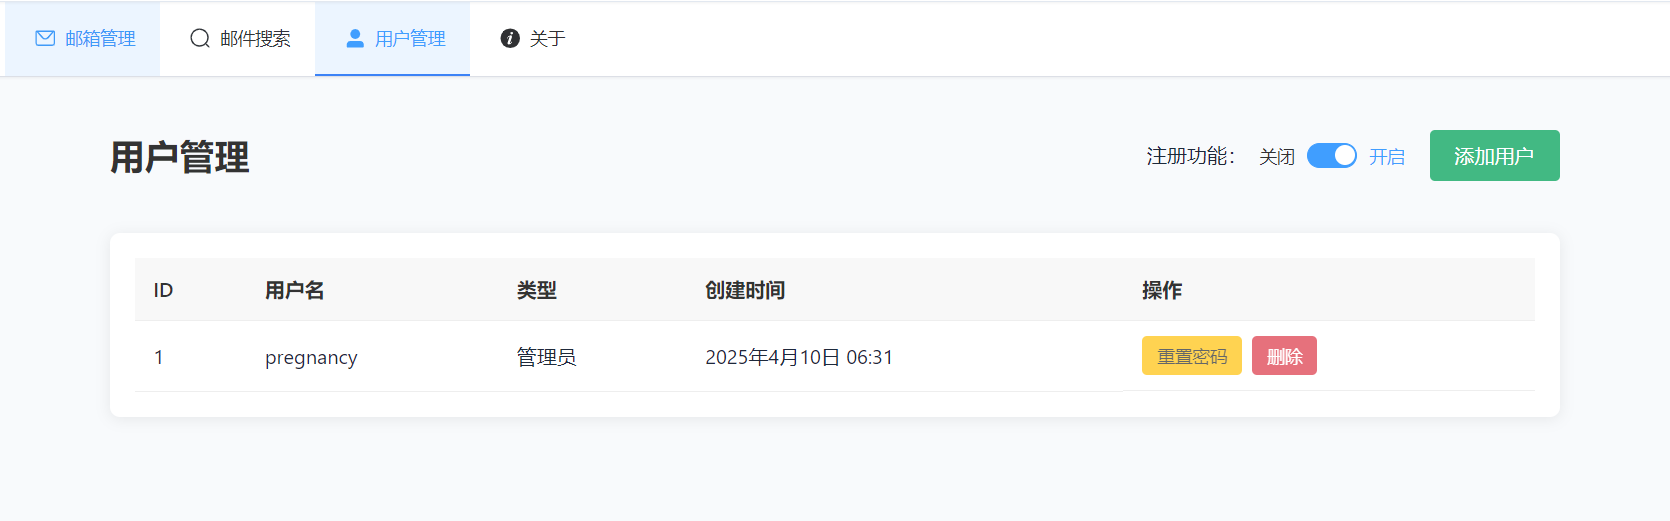 邮箱管理 邮件搜索 用户管理 关于
用户管理 注册功能： 关闭 开启 添加用户
ID 用户名 类型 创建时间 操作
1 pregnancy 管理员 2025年4月10日 06:31 重置密码 删除